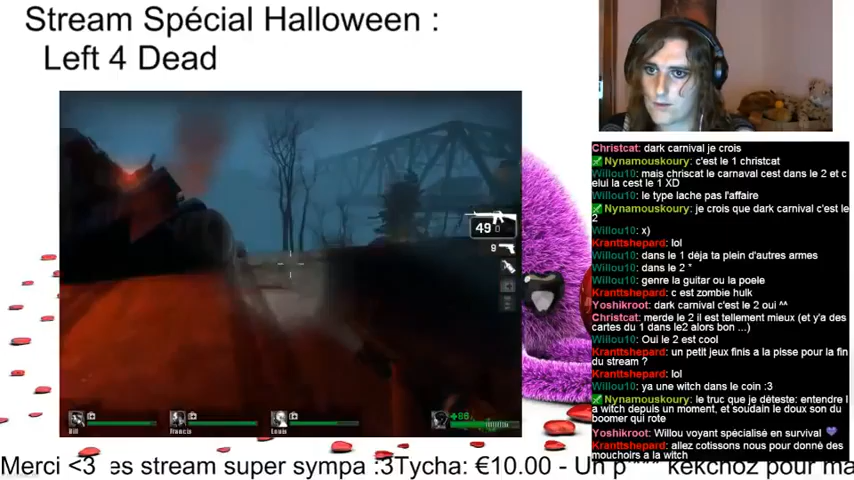 Stream Spécial Halloween :
Left 4 Dead
49 0
9
Bill
Francis
Louis
+86
Christcat: dark carnival je crois
Nynamouskoury: c'est le 1 christcat
Willou10: mais chriscat le carnaval cest dans le 2 et c
elui la cest le 1 XD
Willou10: le type lache pas l'affaire
Nynamouskoury: je crois que dark carnival c'est le
2
Willou10: x)
Kranttshepard: lol
Willou10: dans le 1 déja ta plein d'autres armes
Willou10: dans le 2 *
Willou10: genre la guitar ou la poele
Kranttshepard: c est zombie hulk
Yoshikroot: dark carnival c'est le 2 oui ^^
Christcat: merde le 2 il est tellement mieux (et y'a des
cartes du 1 dans le2 alors bon ...)
Willou10: Oui le 2 est cool
Kranttshepard: un petit jeux finis a la pisse pour la fin
du stream ?
Kranttshepard: lol
Willou10: ya une witch dans le coin :3
Nynamouskoury: le truc que je déteste: entendre l
a witch depuis un moment, et soudain le doux son du
boomer qui rote
Yoshikroot: Willou voyant spécialisé en survival 💜
Kranttshepard: allez cotissons nous pour donné des
mouchoirs a la witch
Merci <3 es stream super sympa :3Tycha: €10.00 - Un p*** kekchoz pour ma